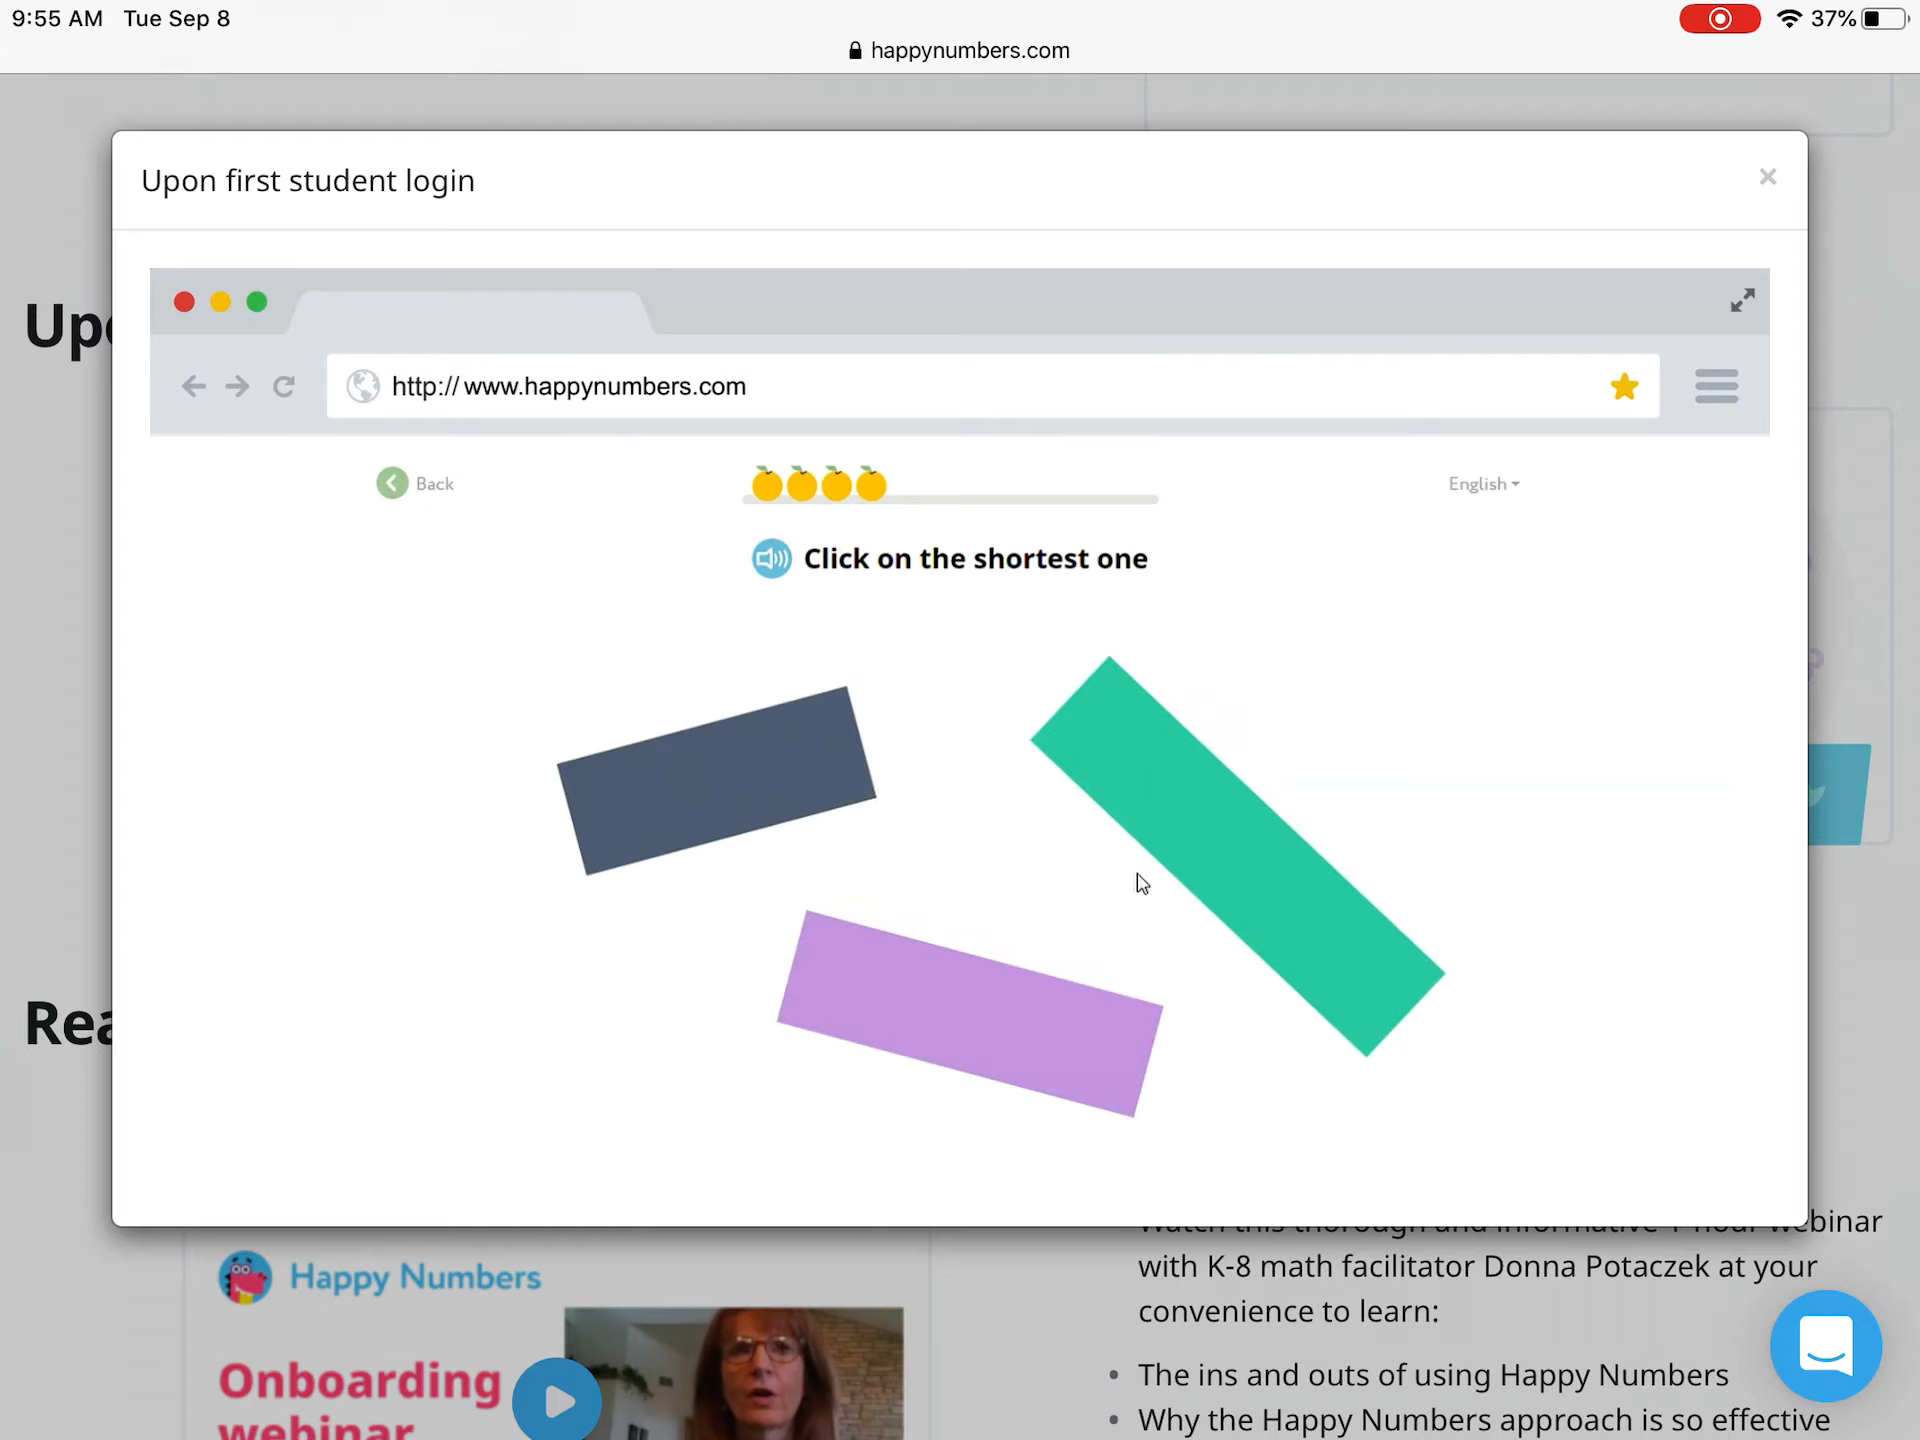 9:55 AM Tue Sep 8
37%
happynumbers.com
Upon first student login
×
http:// www.happynumbers.com
Back
English
Click on the shortest one
with K-8 math facilitator Donna Potaczek at your
convenience to learn:
Happy Numbers
Onboarding
webinar
• The ins and outs of using Happy Numbers
• Why the Happy Numbers approach is so effective